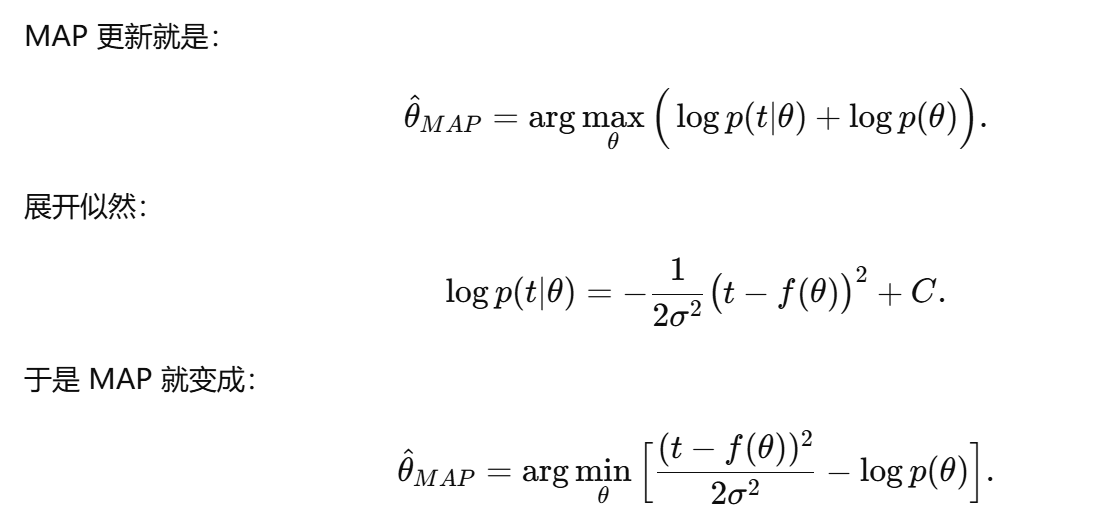 MAP 更新就是：
$$\hat{\theta}_{MAP} = \arg\max_{\theta} \Big( \log p(t|\theta) + \log p(\theta) \Big).$$
展开似然：
$$\log p(t|\theta) = -\frac{1}{2\sigma^2} \big( t - f(\theta) \big)^2 + C.$$
于是 MAP 就变成：
$$\hat{\theta}_{MAP} = \arg\min_{\theta} \left[ \frac{(t - f(\theta))^2}{2\sigma^2} - \log p(\theta) \right].$$